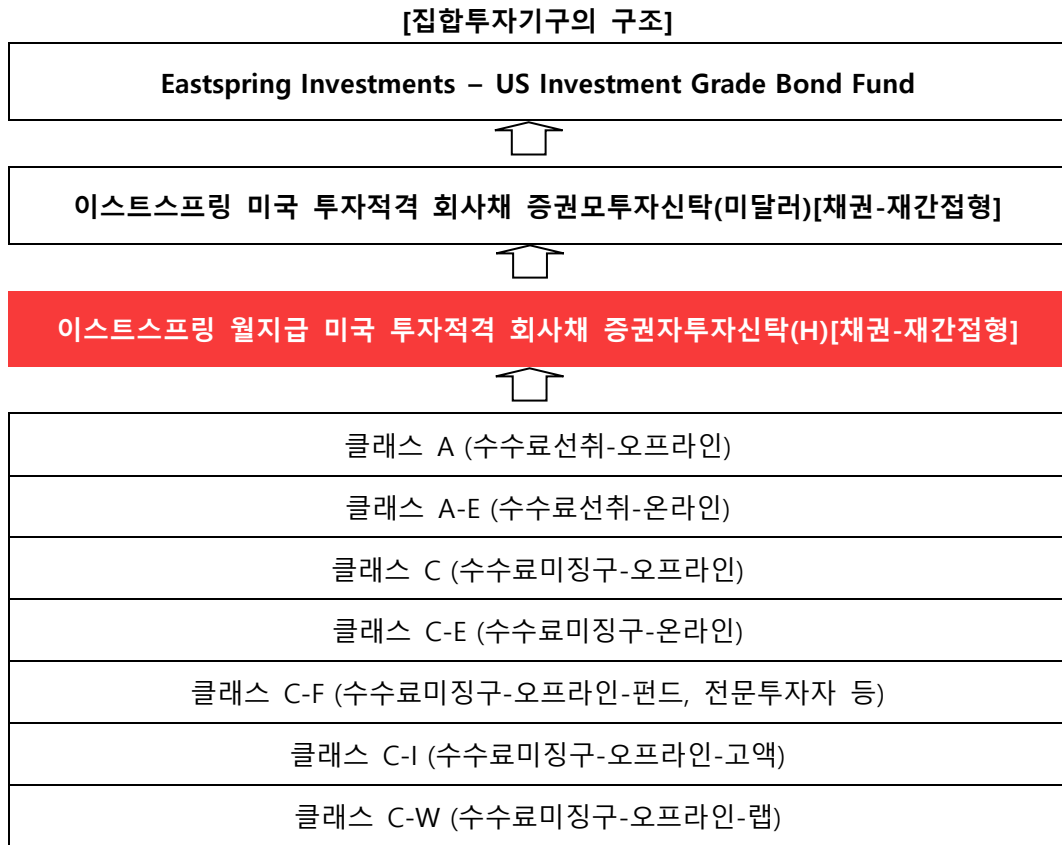 [집합투자기구의 구조]
Eastspring Investments – US Investment Grade Bond Fund
이스트스프링 미국 투자적격 회사채 증권모투자신탁(미달러)[채권-재간접형]
이스트스프링 월지급 미국 투자적격 회사채 증권자투자신탁(H)[채권-재간접형]
클래스 A (수수료선취-오프라인)
클래스 A-E (수수료선취-온라인)
클래스 C (수수료미징구-오프라인)
클래스 C-E (수수료미징구-온라인)
클래스 C-F (수수료미징구-오프라인-펀드, 전문투자자 등)
클래스 C-I (수수료미징구-오프라인-고액)
클래스 C-W (수수료미징구-오프라인-랩)